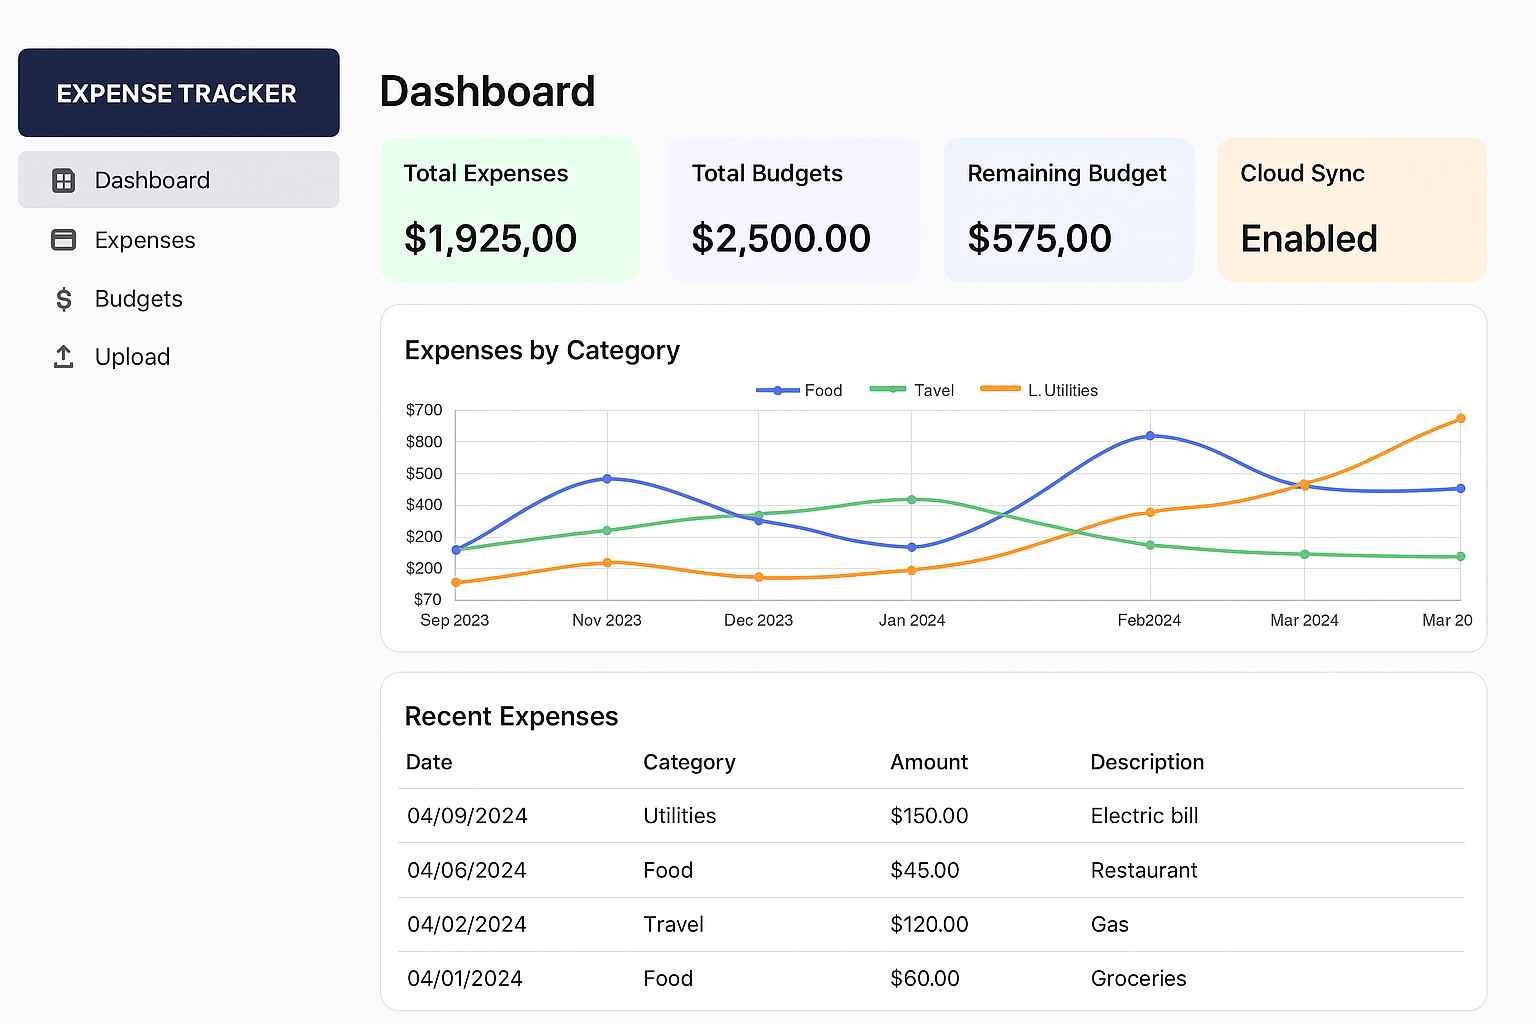 EXPENSE TRACKER
Dashboard
Expenses
Budgets
Upload
Dashboard
Total Expenses
$1,925,00
Total Budgets
$2,500.00
Remaining Budget
$575,00
Cloud Sync
Enabled
Expenses by Category
Food Tavel L. Utilities
$700
$800
$500
$400
$200
$200
$70
Sep 2023 Nov 2023 Dec 2023 Jan 2024 Feb2024 Mar 2024 Mar 20
Recent Expenses
Date Category Amount Description
04/09/2024 Utilities $150.00 Electric bill
04/06/2024 Food $45.00 Restaurant
04/02/2024 Travel $120.00 Gas
04/01/2024 Food $60.00 Groceries